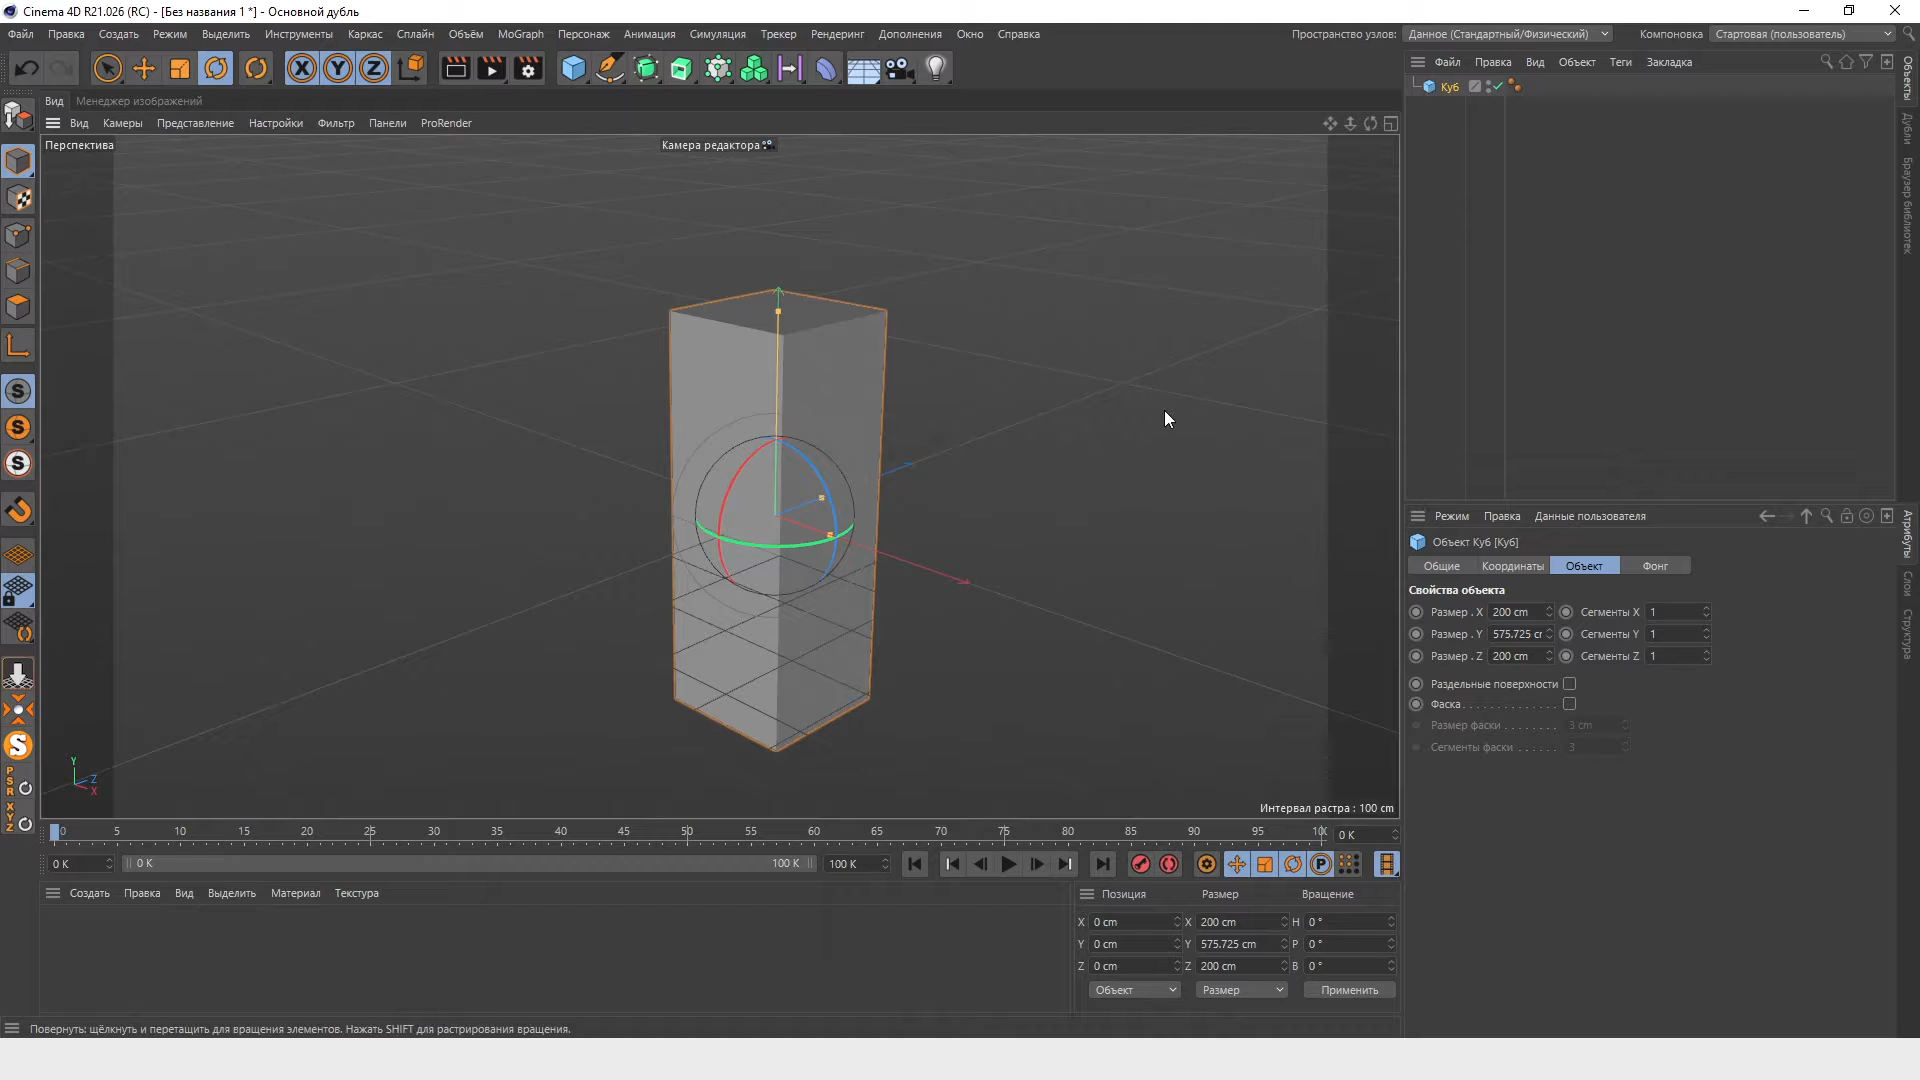 Cinema 4D R21.026 (RC) - [Без названия 1 *] - Основной дубль
Файл Правка Создать Режим Выделить Инструменты Каркас Сплайн Объём MoGraph Персонаж Анимация Симуляция Трекер Рендеринг Дополнения Окно Справка Пространство узлов: Данное (Стандартный/Физический) Компоновка Стартовая (пользователь)
X Y Z
Вид Менеджер изображений
Вид Камеры Представление Настройки Фильтр Панели ProRender
Перспектива
Камера редактора
Файл Правка Вид Объект Теги Закладка
Куб
Объекты
Дубли
Браузер библиотек
S
S
S
S
P
S
R
X
Y
Z
Y
Z
X
Интервал растра : 100 cm
Режим Правка Данные пользователя
Атрибуты
Слои
Структура
Объект Куб [Куб]
Общие Координаты Объект Фонг
Свойства объекта
Размер . X 200 cm Сегменты X 1
Размер . Y 575.725 cr Сегменты Y 1
Размер . Z 200 cm Сегменты Z 1
Раздельные поверхности
Фаска . . . . . . . . . . . . . .
Размер фаски . . . . . . . . 3 cm
Сегменты фаски . . . . . . 3
0 5 10 15 20 25 30 35 40 45 50 55 60 65 70 75 80 85 90 95 0 K
0 K 0 K 100 K 100 K P
Создать Правка Вид Выделить Материал Текстура
Позиция Размер Вращение
X 0 cm X 200 cm H 0 °
Y 0 cm Y 575.725 cm P 0 °
Z 0 cm Z 200 cm B 0 °
Объект Размер Применить
Повернуть: щёлкнуть и перетащить для вращения элементов. Нажать SHIFT для растрирования вращения.